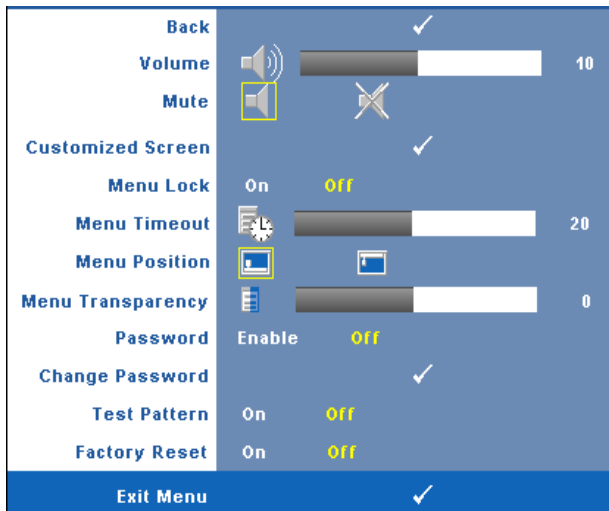 Back
Volume 10
Mute
Customized Screen
Menu Lock On Off
Menu Timeout 20
Menu Position
Menu Transparency 0
Password Enable Off
Change Password
Test Pattern On Off
Factory Reset On Off
Exit Menu